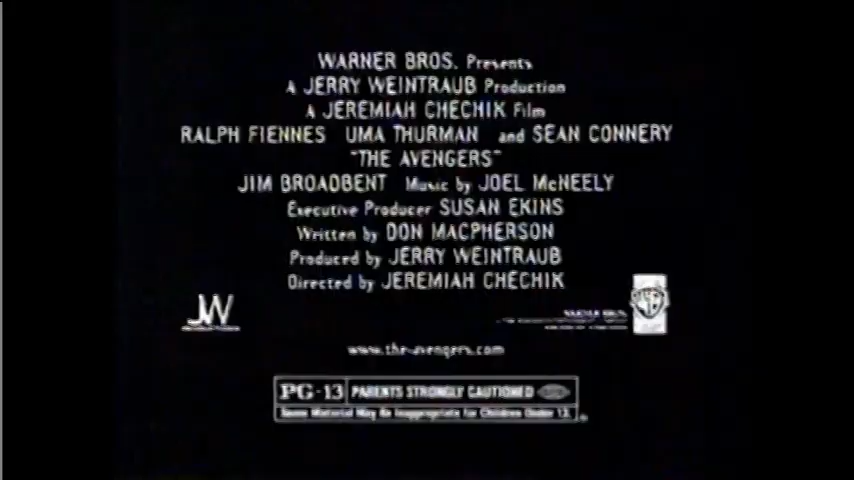 WARNER BROS. Presents
A JERRY WEINTRAUB Production
A JEREMIAH CHECHIK Film
RALPH FIENNES UMA THURMAN and SEAN CONNERY
"THE AVENGERS"
JIM BROADBENT Music by JOEL McNEELY
Executive Producer SUSAN EKINS
Written by DON MACPHERSON
Produced by JERRY WEINTRAUB
Directed by JEREMIAH CHECHIK
JW
WARNER BROS.
www.the-avengers.com
PG-13 PARENTS STRONGLY CAUTIONED
Some Material May Be Inappropriate for Children Under 13